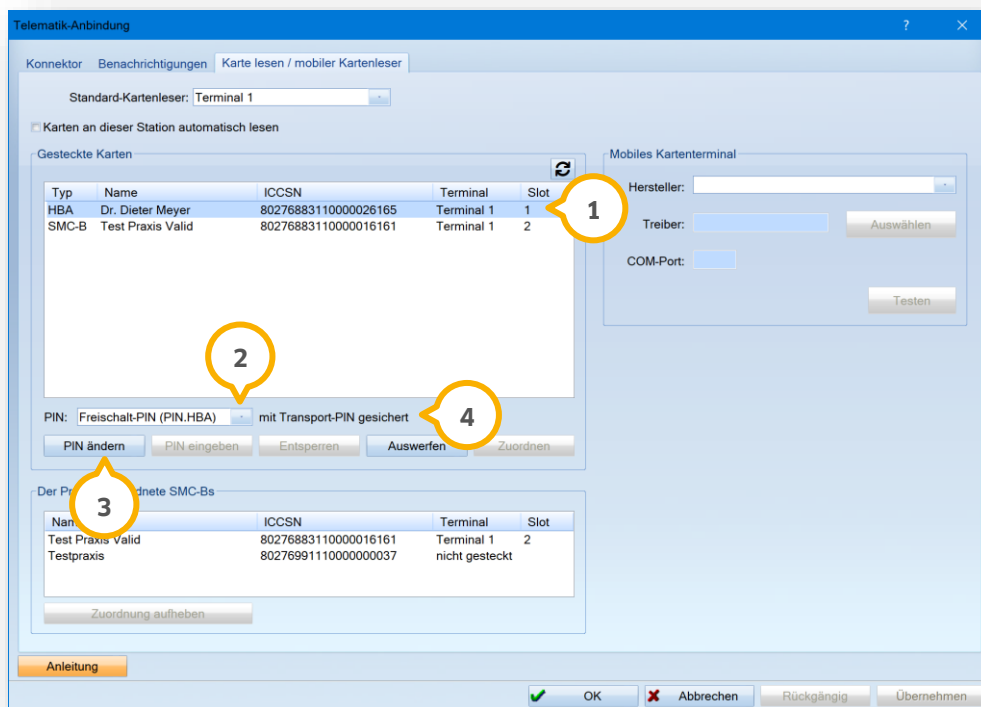 Telematik-Anbindung ? ×
Konnektor Benachrichtigungen Karte lesen / mobiler Kartenleser
Standard-Kartenleser: Terminal 1
Karten an dieser Station automatisch lesen
Gesteckte Karten
Typ Name ICCSN Terminal Slot
HBA Dr. Dieter Meyer 80276883110000026165 Terminal 1 1
SMC-B Test Praxis Valid 80276883110000016161 Terminal 1 2
1
2
PIN: Freischalt-PIN (PIN.HBA) mit Transport-PIN gesichert
4
PIN ändern PIN eingeben Entsperren Auswerfen Zuordnen
3
Mobiles Kartenterminal
Hersteller:
Treiber: Auswählen
COM-Port:
Testen
Der Pr dnete SMC-Bs
Nam ICCSN Terminal Slot
Test Praxis Valid 80276883110000016161 Terminal 1 2
Testpraxis 80276991110000000037 nicht gesteckt
Zuordnung aufheben
Anleitung
OK Abbrechen Rückgängig Übernehmen